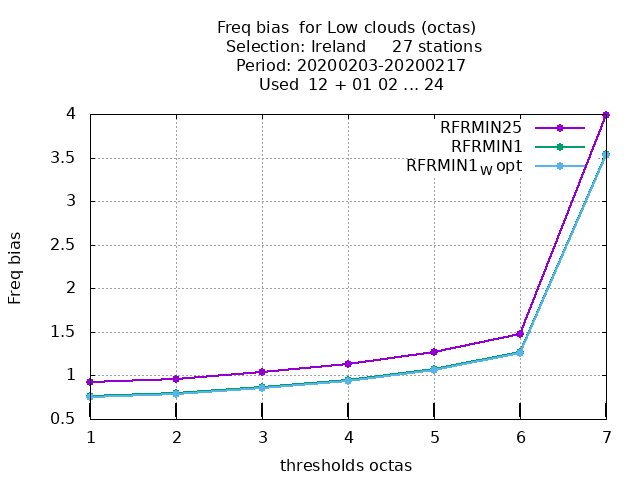 Freq bias  for Low clouds (octas)
Selection: Ireland     27 stations
Period: 20200203-20200217
Used  12 + 01 02 ... 24
RFRMIN25
RFRMIN1
RFRMIN1W opt
4
3.5
3
2.5
2
1.5
1
0.5
Freq bias
1 2 3 4 5 6 7
thresholds octas